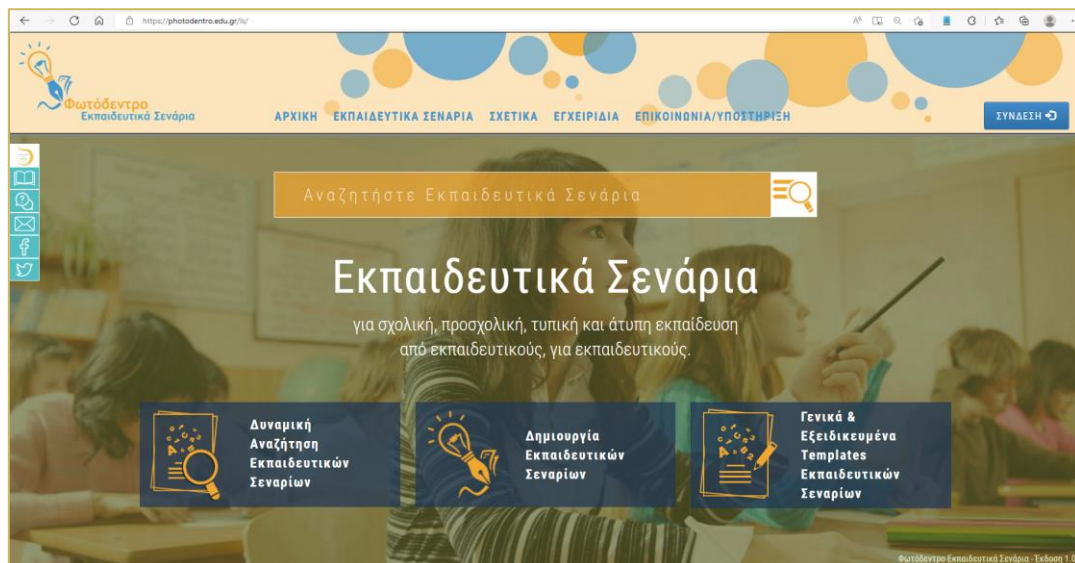 https://photodentro.edu.gr/ls/
Φωτόδεντρο
Εκπαιδευτικά Σενάρια
ΑΡΧΙΚΗ ΕΚΠΑΙΔΕΥΤΙΚΑ ΣΕΝΑΡΙΑ ΣΧΕΤΙΚΑ ΕΓΧΕΙΡΙΔΙΑ ΕΠΙΚΟΙΝΩΝΙΑ/ΥΠΟΣΤΗΡΙΞΗ
ΣΥΝΔΕΣΗ
Αναζητήστε Εκπαιδευτικά Σενάρια
Εκπαιδευτικά Σενάρια
για σχολική, προσχολική, τυπική και άτυπη εκπαίδευση
από εκπαιδευτικούς, για εκπαιδευτικούς.
Δυναμική
Αναζήτηση
Εκπαιδευτικών
Σεναρίων
Δημιουργία
Εκπαιδευτικών
Σεναρίων
Γενικά &
Εξειδικευμένα
Templates
Εκπαιδευτικών
Σεναρίων
Φωτόδεντρο Εκπαιδευτικά Σενάρια - Έκδοση 1.0